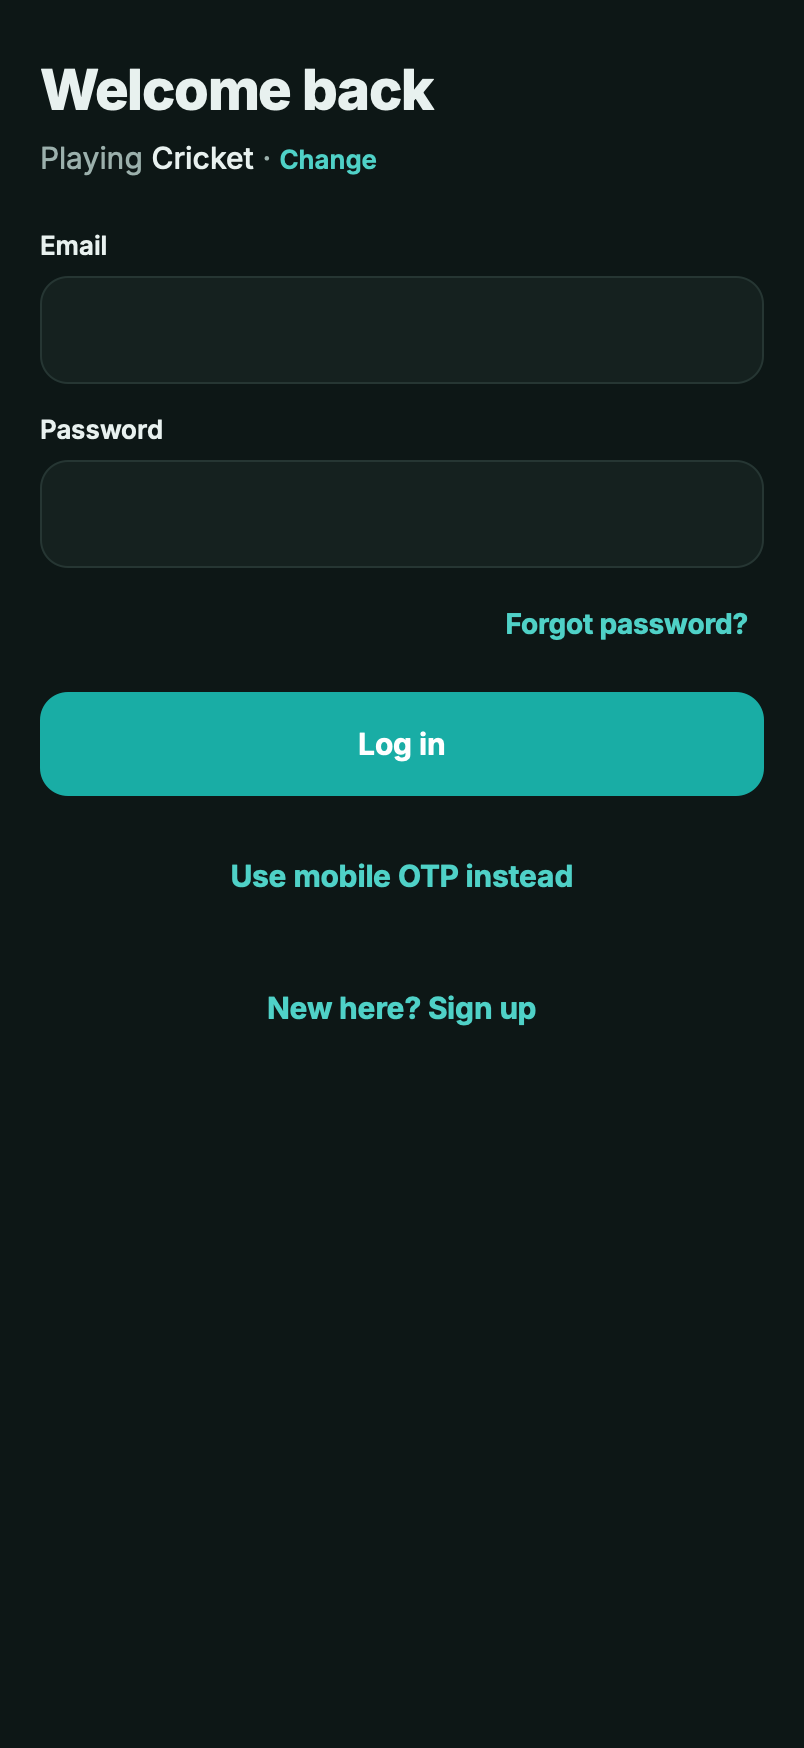 Welcome back
Playing Cricket · Change
Email
Password
Forgot password?
Log in
Use mobile OTP instead
New here? Sign up